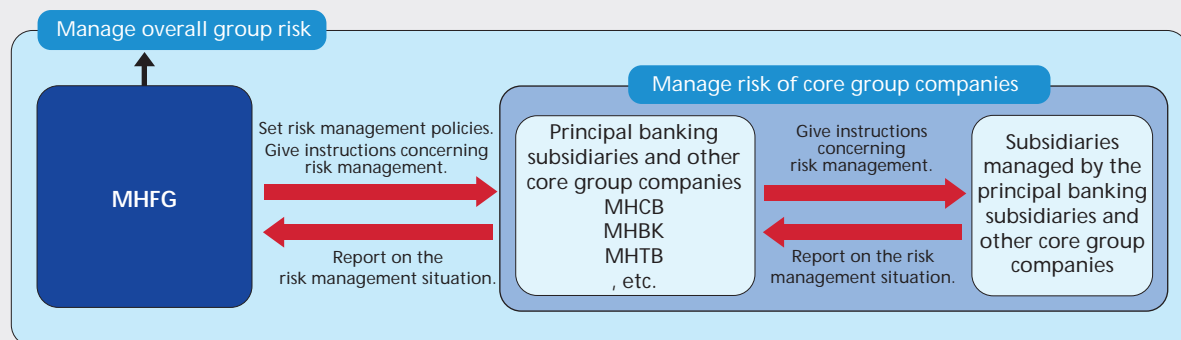 Manage overall group risk
Manage risk of core group companies
MHFG
Set risk management policies.
Give instructions concerning
risk management.
Report on the
risk management situation.
Principal banking
subsidiaries and other
core group companies
MHCB
MHBK
MHTB
, etc.
Give instructions
concerning
risk management.
Report on the risk
management situation.
Subsidiaries
managed by the
principal banking
subsidiaries and
other core group
companies